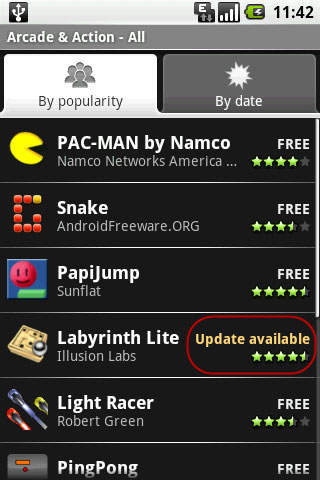 11:42
Arcade & Action - All
By popularity
By date
PAC-MAN by Namco FREE
Namco Networks America ...
Snake FREE
AndroidFreeware.ORG
PapiJump FREE
Sunflat
Labyrinth Lite Update available
Illusion Labs
Light Racer FREE
Robert Green
PingPong FREE